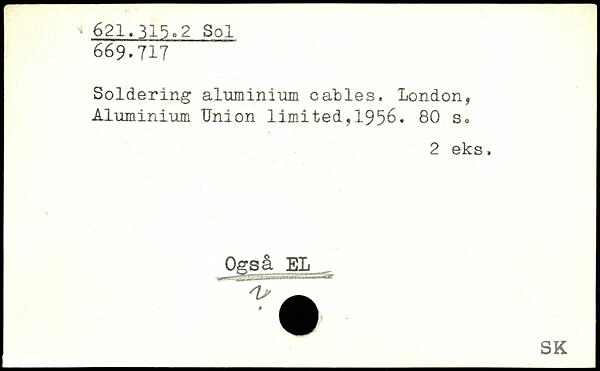 621.315.2 Sol
669.717
Soldering aluminium cables. London,
Aluminium Union limited,1956. 80 s.
2 eks.
Også EL
?
SK